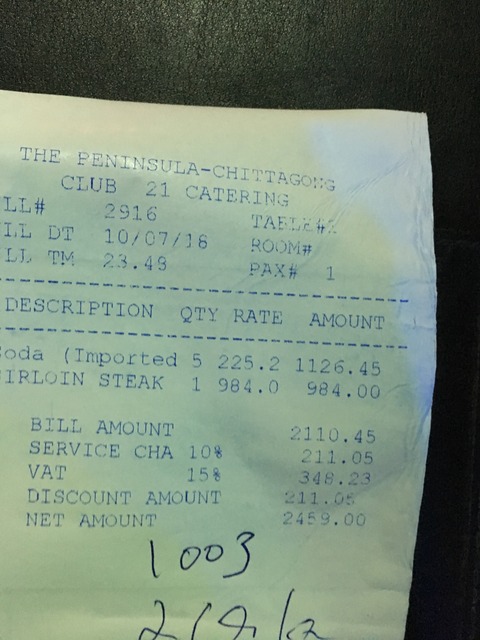 THE PENINSULA-CHITTAGONG
CLUB 21 CATERING
LL# 2916 TABLE#2
LL DT 10/07/18 ROOM#
LL TM 23.48 PAX# 1
DESCRIPTION QTY RATE AMOUNT
oda (Imported 5 225.2 1126.45
IRLOIN STEAK 1 984.0 984.00
BILL AMOUNT 2110.45
SERVICE CHA 10% 211.05
VAT 15% 348.23
DISCOUNT AMOUNT 211.05
NET AMOUNT 2459.00
1003